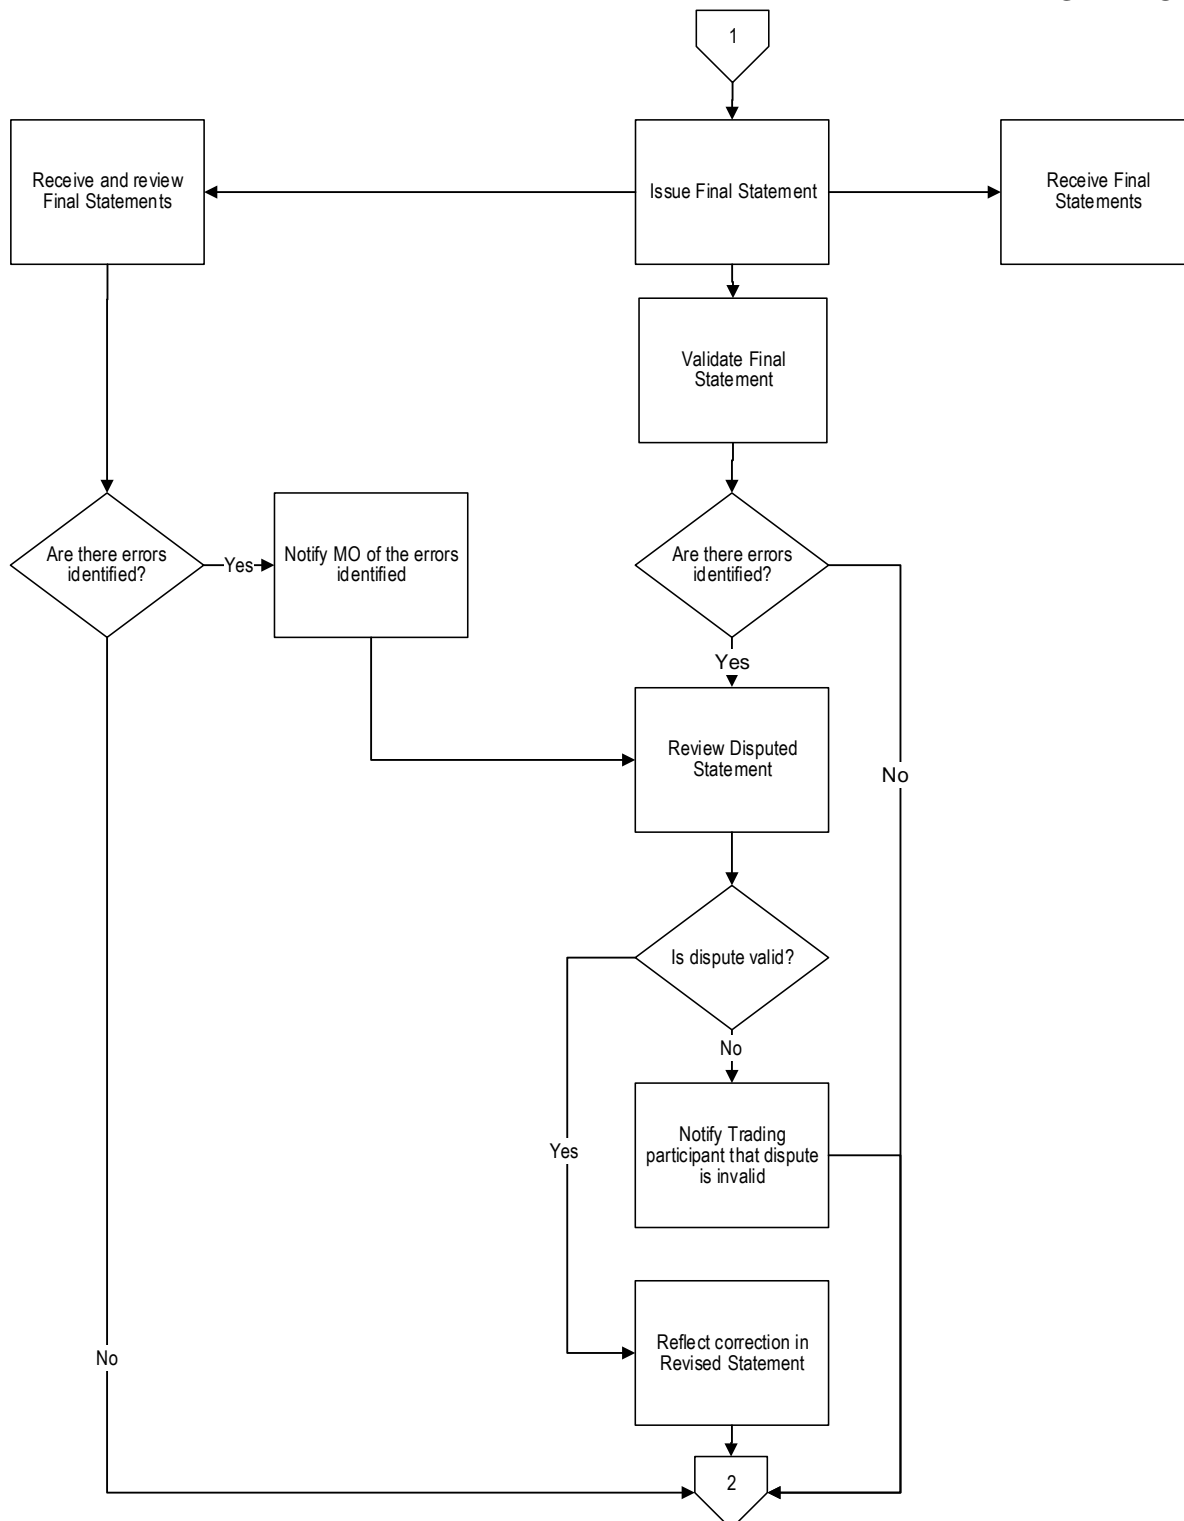 1
Receive and review
Final Statements
Issue Final Statement
Receive Final
Statements
Validate Final
Statement
Are there errors
identified?
Yes
Notify MO of the errors
identified
Are there errors
identified?
Yes
Review Disputed
Statement
No
Is dispute valid?
No
Notify Trading
participant that dispute
is invalid
Yes
Reflect correction in
Revised Statement
No
2